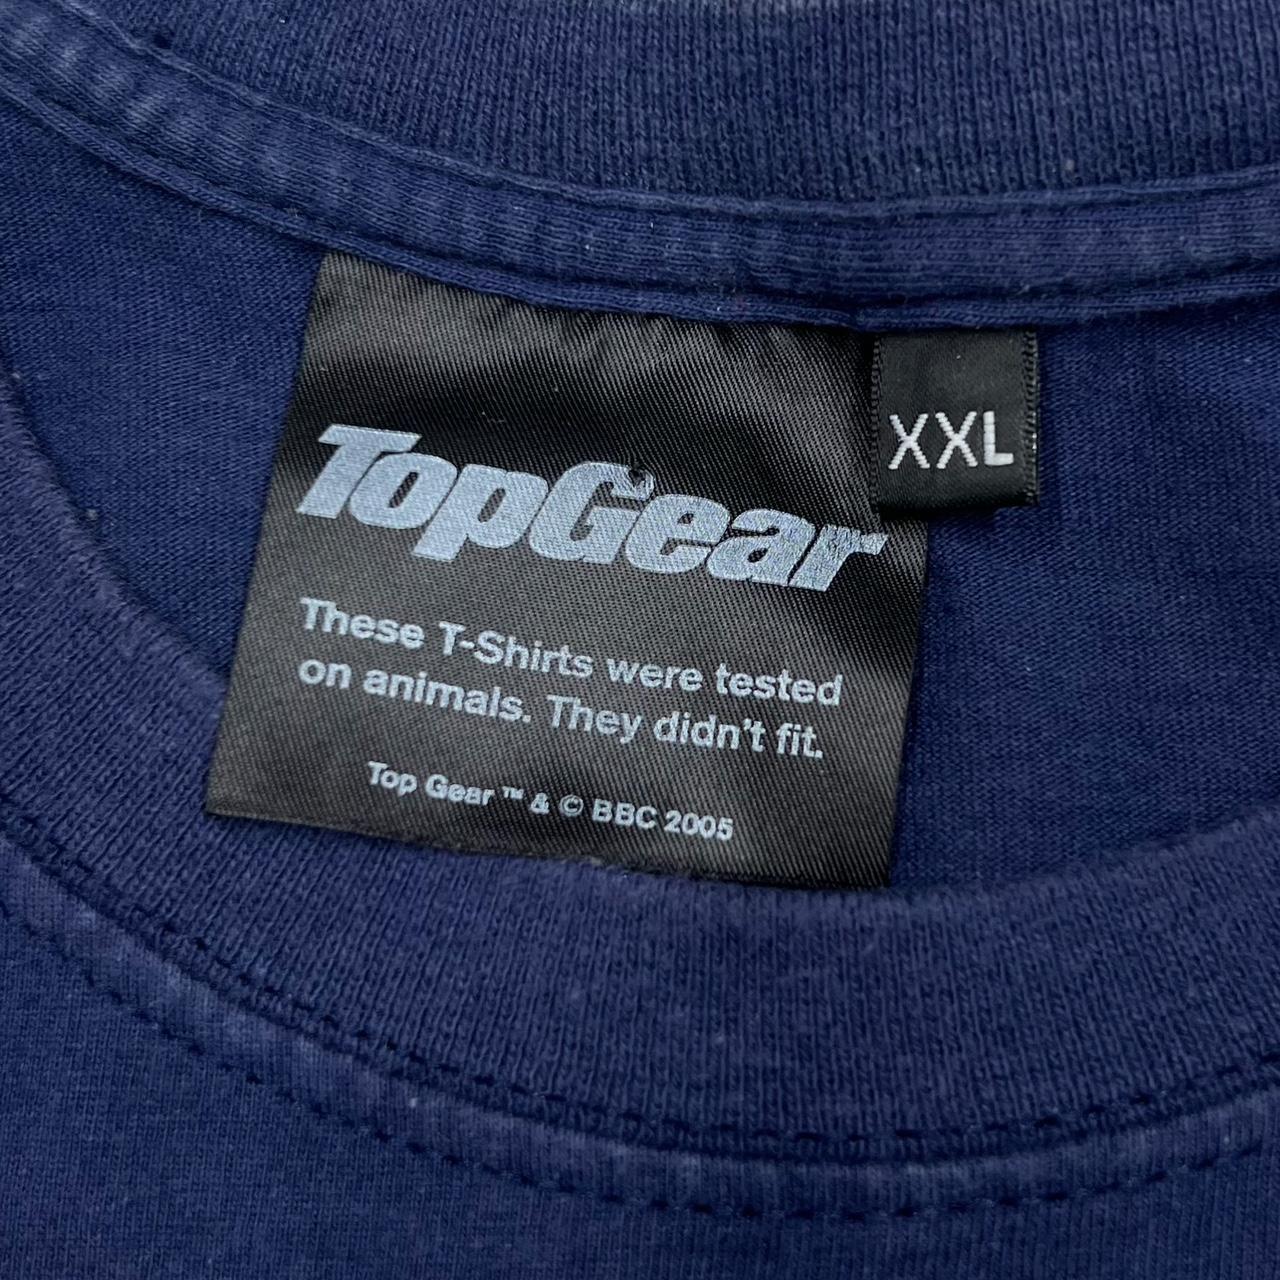 TopGear
XXL
These T-Shirts were tested
on animals. They didn't fit.
Top Gear ™ & © BBC 2005